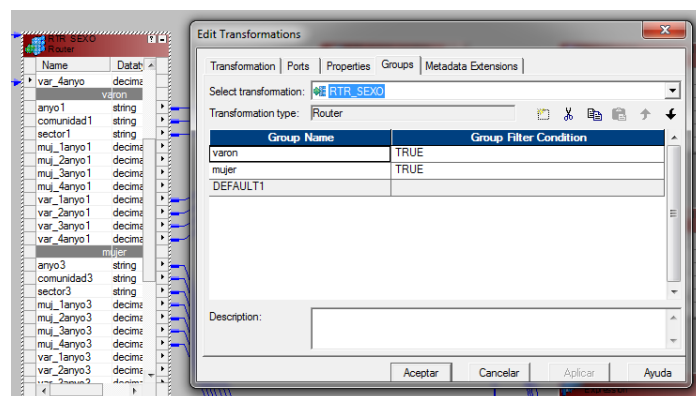 RTR SEXO
Router
Name Datat
var_4anyo decima
varon
anyo1 string
comunidad1 string
sector1 string
muj_1anyo1 decima
muj_2anyo1 decima
muj_3anyo1 decima
muj_4anyo1 decima
var_1anyo1 decima
var_2anyo1 decima
var_3anyo1 decima
var_4anyo1 decima
mujer
anyo3 string
comunidad3 string
sector3 string
muj_1anyo3 decima
muj_2anyo3 decima
muj_3anyo3 decima
muj_4anyo3 decima
var_1anyo3 decima
var_2anyo3 decima
Edit Transformations
Transformation Ports Properties Groups Metadata Extensions
Select transformation: RTR_SEXO
Transformation type: Router
Group Name Group Filter Condition
varon TRUE
mujer TRUE
DEFAULT1
Description:
Aceptar Cancelar Aplicar Ayuda